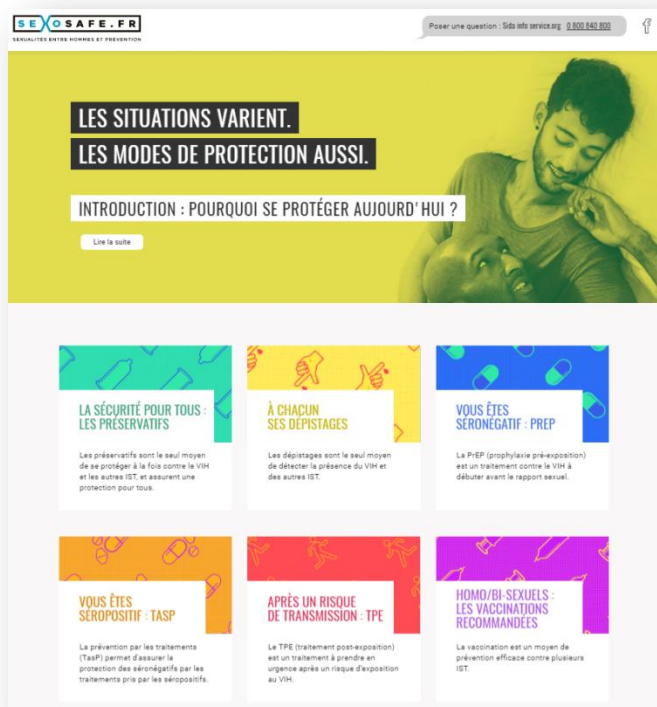 SEXOSAFE.FR
SEXUALITÉS ENTRE HOMMES ET PRÉVENTION
Poser une question : Sida info service.org 0 800 840 800
LES SITUATIONS VARIENT.
LES MODES DE PROTECTION AUSSI.
INTRODUCTION : POURQUOI SE PROTÉGER AUJOURD'HUI ?
Lire la suite
LA SÉCURITÉ POUR TOUS :
LES PRÉSERVATIFS
Les préservatifs sont le seul moyen
de se protéger à la fois contre le VIH
et les autres IST, et assurent une
protection pour tous.
À CHACUN
SES DÉPISTAGES
Les dépistages sont le seul moyen
de détecter la présence du VIH et
des autres IST.
VOUS ÊTES
SÉRONÉGATIF : PREP
La PrEP (prophylaxie pré-exposition)
est un traitement contre le VIH à
débuter avant le rapport sexuel.
VOUS ÊTES
SÉROPOSITIF : TASP
La prévention par les traitements
(TasP) permet d'assurer la
protection des séronégatifs par les
traitements pris par les séropositifs.
APRÈS UN RISQUE
DE TRANSMISSION : TPE
Le TPE (traitement post-exposition)
est un traitement à prendre en
urgence après un risque d'exposition
au VIH.
HOMO/BI-SEXUELS :
LES VACCINATIONS
RECOMMANDÉES
La vaccination est un moyen de
prévention efficace contre plusieurs
IST.